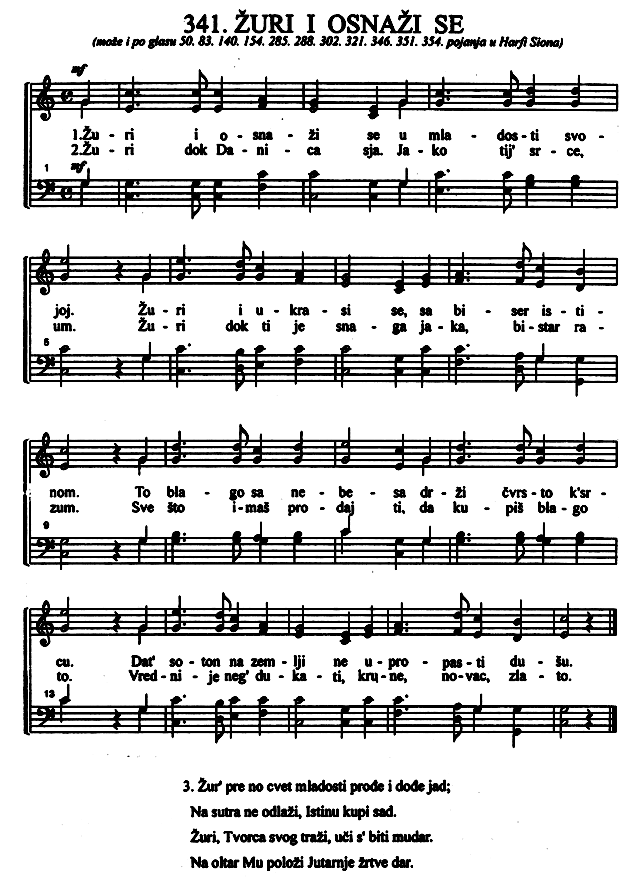 341. ŽURI I OSNAŽI SE
(može i po glasu 50. 83. 140. 154. 285. 288. 302. 321. 346. 351. 354. pojanja u Harfi Siona)
mf
1.Žu - ri i o - sna - ži se u mla - dos - ti svo -
2.Žu - ri dok Da - ni - ca sja. Ja - ko tij' sr - ce,
mf
1
joj. Žu - ri i u - kra - si se, sa bi - ser is - ti -
um. Žu - ri dok ti je sna - ga ja - ka, bi - star ra -
5
nom. To bla - go sa ne - be - sa dr - ži čvrs - to k'sr -
zum. Sve što i - maš pro - daj ti, da ku - piš bla - go
9
cu. Dat' so - ton na zem - lji ne u - pro - pas - ti du - šu.
to. Vred - ni - je neg' du - ka - ti, kru - ne, no - vac, zla - to.
13
3. Žur' pre no cvet mladosti prođe i dođe jad;
Na sutra ne odlaži, Istinu kupi sad.
Žuri, Tvorca svog traži, uči s' biti mudar.
Na oltar Mu položi Jutarnje žrtve dar.